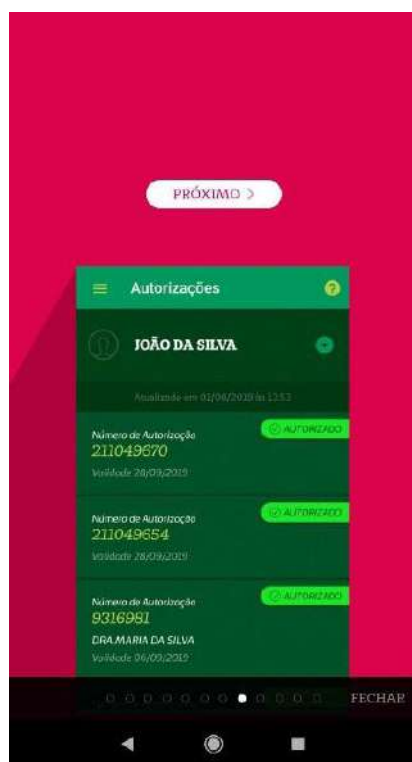 PRÓXIMO >
Autorizações
?
JOÃO DA SILVA
Atualizado em 01/08/2019 às 13:53
Número de Autorização
AUTORIZADO
211049670
Validade 28/09/2019
Número de Autorização
AUTORIZADO
211049654
Validade 28/09/2019
Número de Autorização
AUTORIZADO
9316981
DRA.MARIA DA SILVA
Validade 06/09/2019
FECHAR